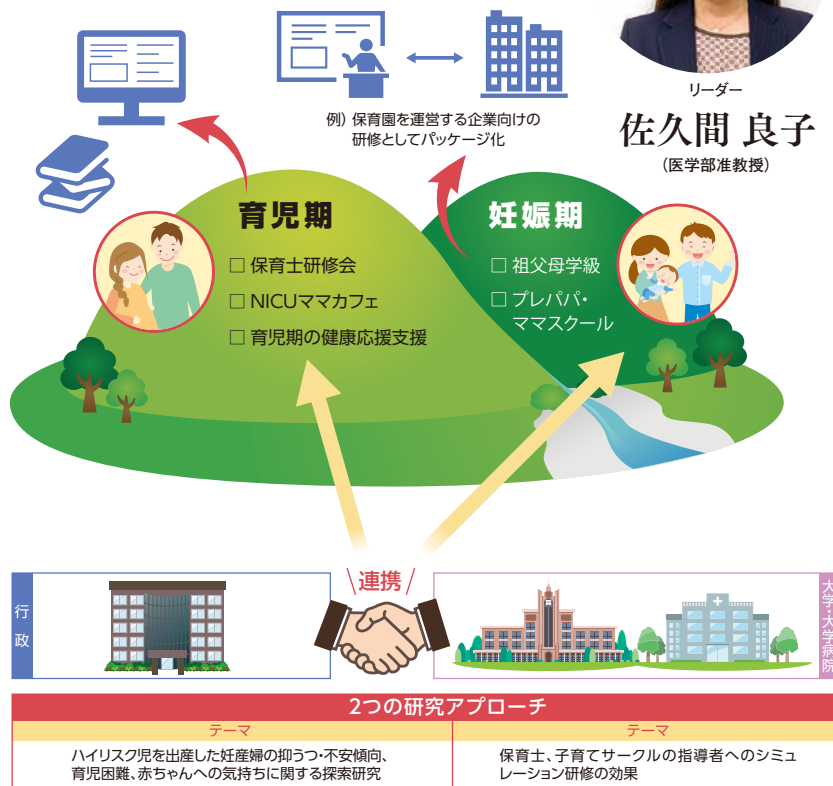 リーダー
佐久間 良子
(医学部准教授)
例）保育園を運営する企業向けの
研修としてパッケージ化
育児期
□ 保育士研修会
□ NICUママカフェ
□ 育児期の健康応援支援
妊娠期
□ 祖父母学級
□ プレパパ・
ママスクール
連携
行政
大学・大学病院
2つの研究アプローチ
テーマ
ハイリスク児を出産した妊産婦の抑うつ・不安傾向、
育児困難、赤ちゃんへの気持ちに関する探索研究
テーマ
保育士、子育てサークルの指導者へのシミュ
レーション研修の効果